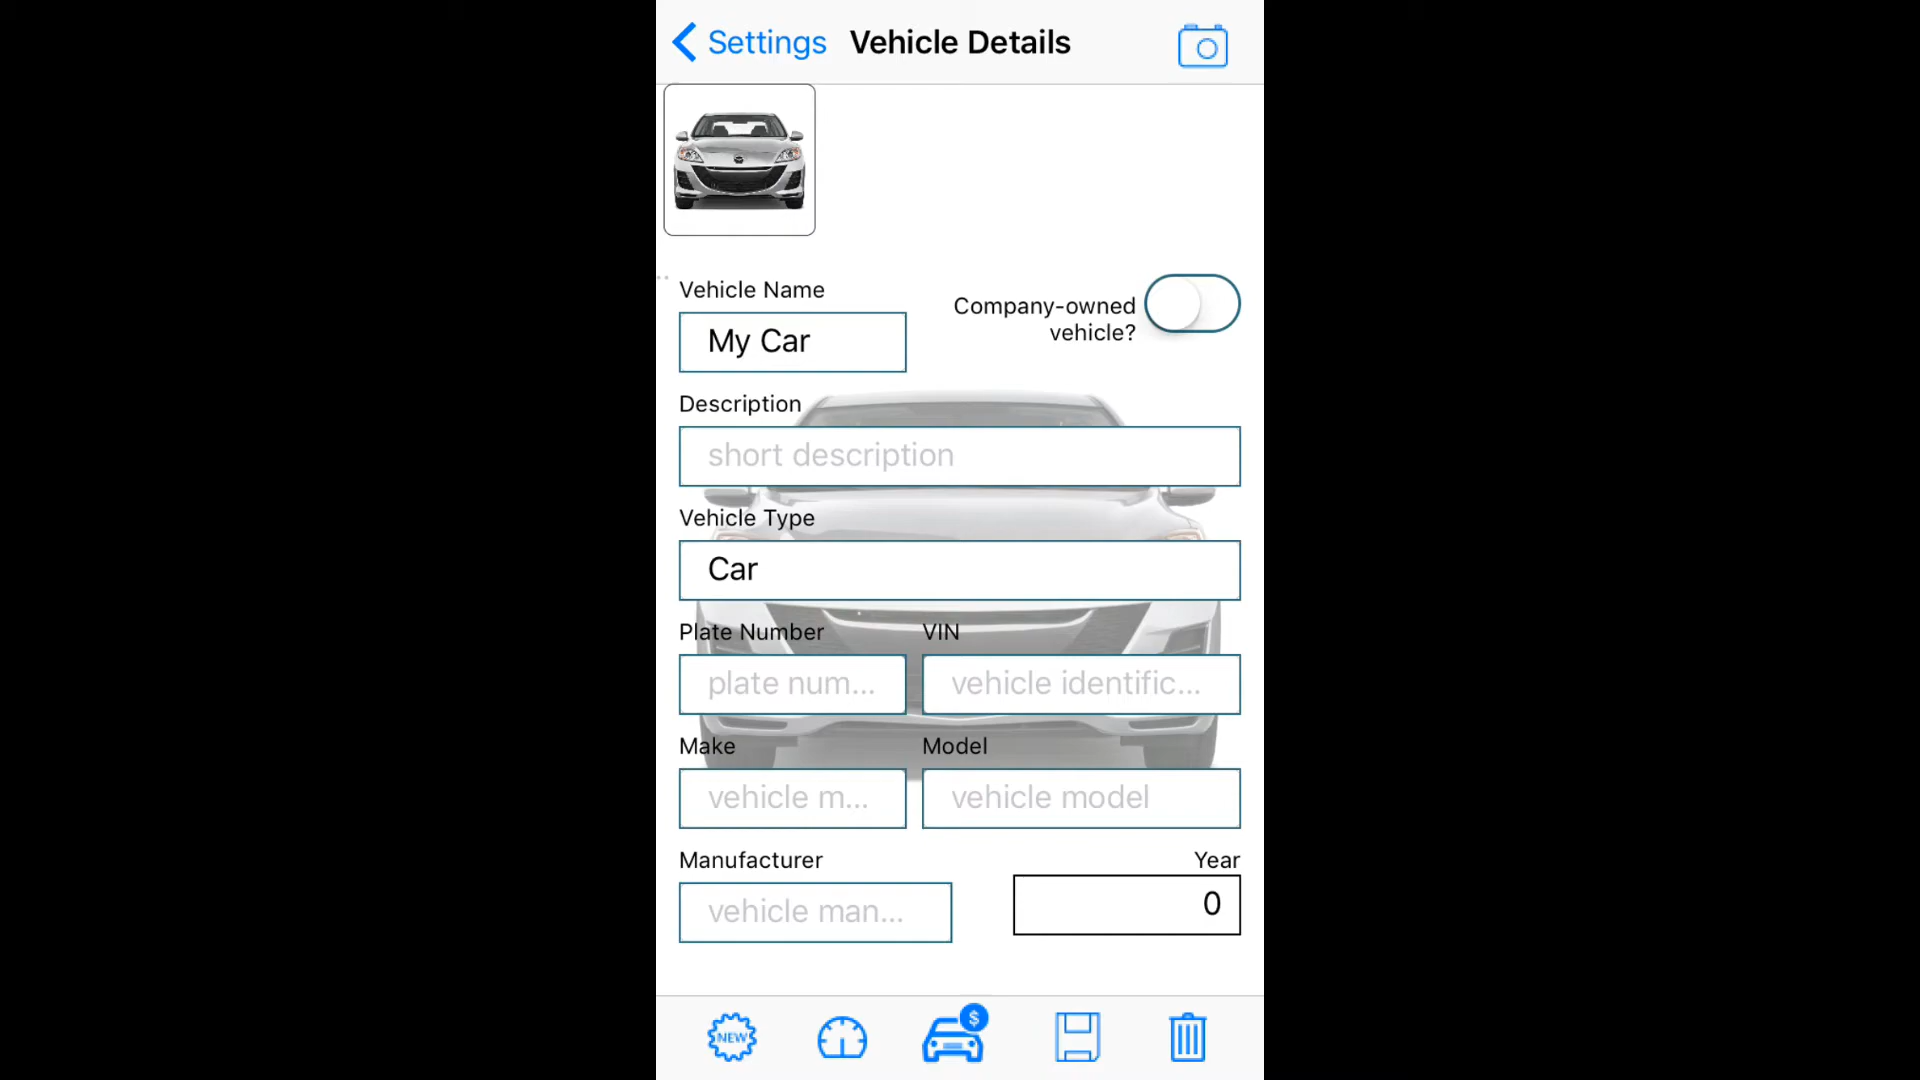 Settings Vehicle Details
Vehicle Name
Company-owned
vehicle?
My Car
Description
short description
Vehicle Type
Car
Plate Number VIN
plate num... vehicle identific...
Make Model
vehicle m... vehicle model
Manufacturer Year
vehicle man... 0
NEW $